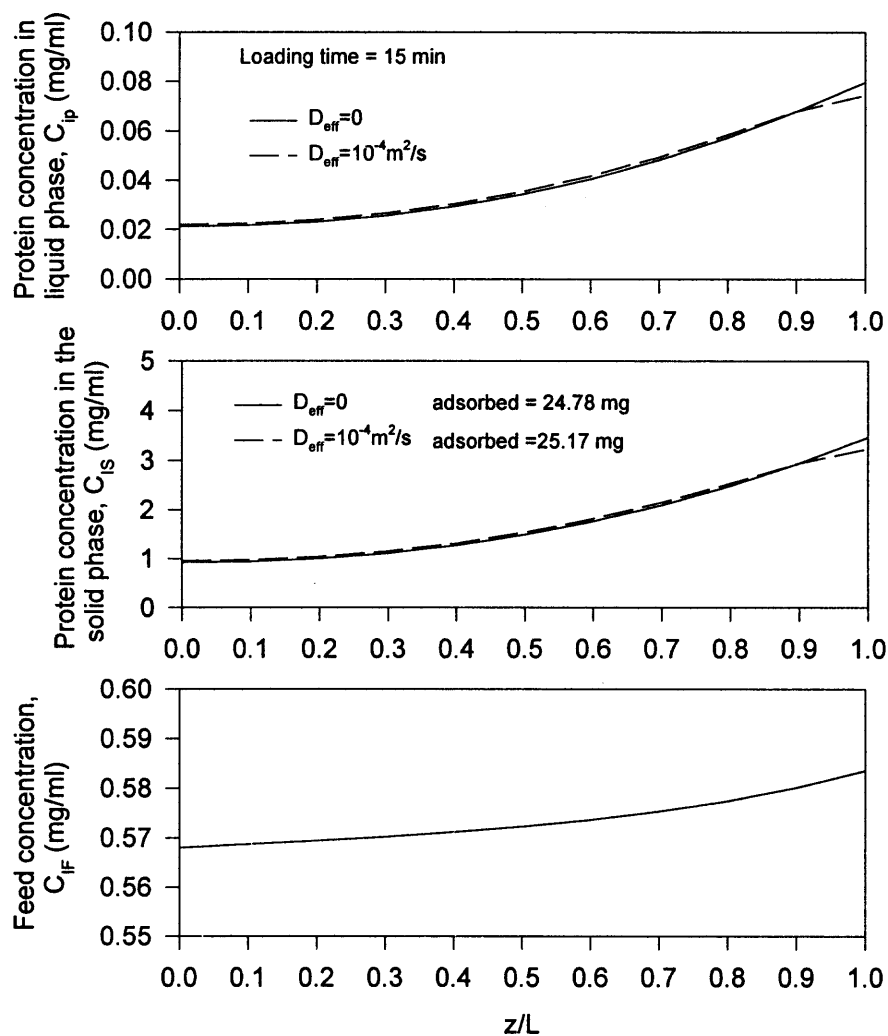 Protein concentration in
liquid phase, C_ip (mg/ml)
0.10
0.08
0.06
0.04
0.02
0.00
Loading time = 15 min
D_eff=0
D_eff=10^-4 m^2/s
0.0 0.1 0.2 0.3 0.4 0.5 0.6 0.7 0.8 0.9 1.0
Protein concentration in the
solid phase, C_IS (mg/ml)
5
4
3
2
1
0
D_eff=0 adsorbed = 24.78 mg
D_eff=10^-4 m^2/s adsorbed =25.17 mg
0.0 0.1 0.2 0.3 0.4 0.5 0.6 0.7 0.8 0.9 1.0
Feed concentration,
C_IF (mg/ml)
0.60
0.59
0.58
0.57
0.56
0.55
0.0 0.1 0.2 0.3 0.4 0.5 0.6 0.7 0.8 0.9 1.0
z/L